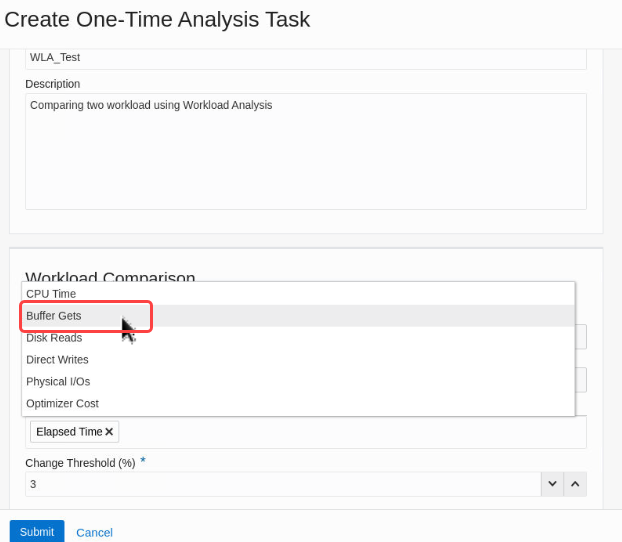 Create One-Time Analysis Task
WLA_Test
Description
Comparing two workload using Workload Analysis
Workload Comparison
CPU Time
Buffer Gets
Disk Reads
Direct Writes
Physical I/Os
Optimizer Cost
Elapsed Time
Change Threshold (%) *
3
Submit Cancel